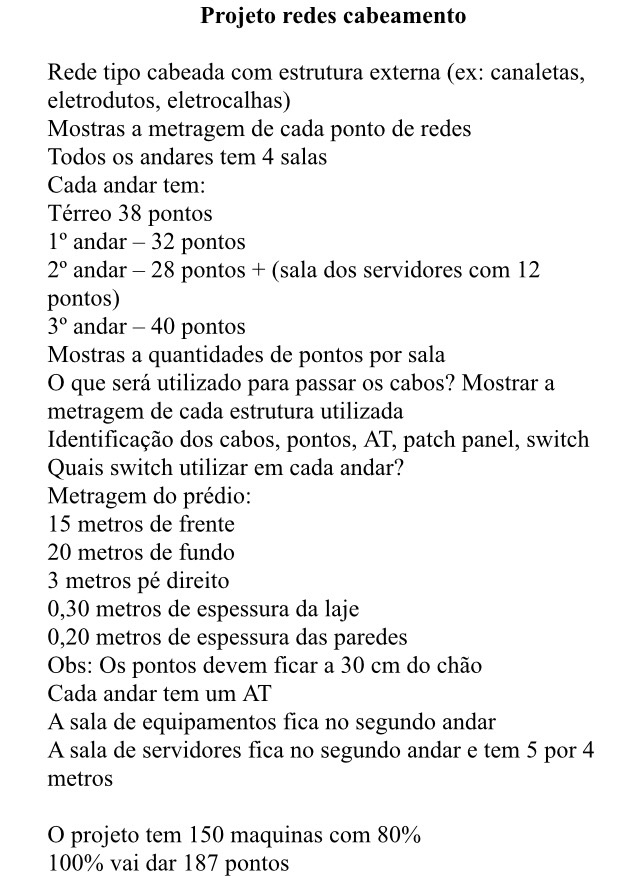 Projeto redes cabeamento
Rede tipo cabeada com estrutura externa (ex: canaletas,
eletrodutos, eletrocalhas)
Mostras a metragem de cada ponto de redes
Todos os andares tem 4 salas
Cada andar tem:
Térreo 38 pontos
1º andar – 32 pontos
2º andar – 28 pontos + (sala dos servidores com 12
pontos)
3º andar – 40 pontos
Mostras a quantidades de pontos por sala
O que será utilizado para passar os cabos? Mostrar a
metragem de cada estrutura utilizada
Identificação dos cabos, pontos, AT, patch panel, switch
Quais switch utilizar em cada andar?
Metragem do prédio:
15 metros de frente
20 metros de fundo
3 metros pé direito
0,30 metros de espessura da laje
0,20 metros de espessura das paredes
Obs: Os pontos devem ficar a 30 cm do chão
Cada andar tem um AT
A sala de equipamentos fica no segundo andar
A sala de servidores fica no segundo andar e tem 5 por 4
metros
O projeto tem 150 maquinas com 80%
100% vai dar 187 pontos